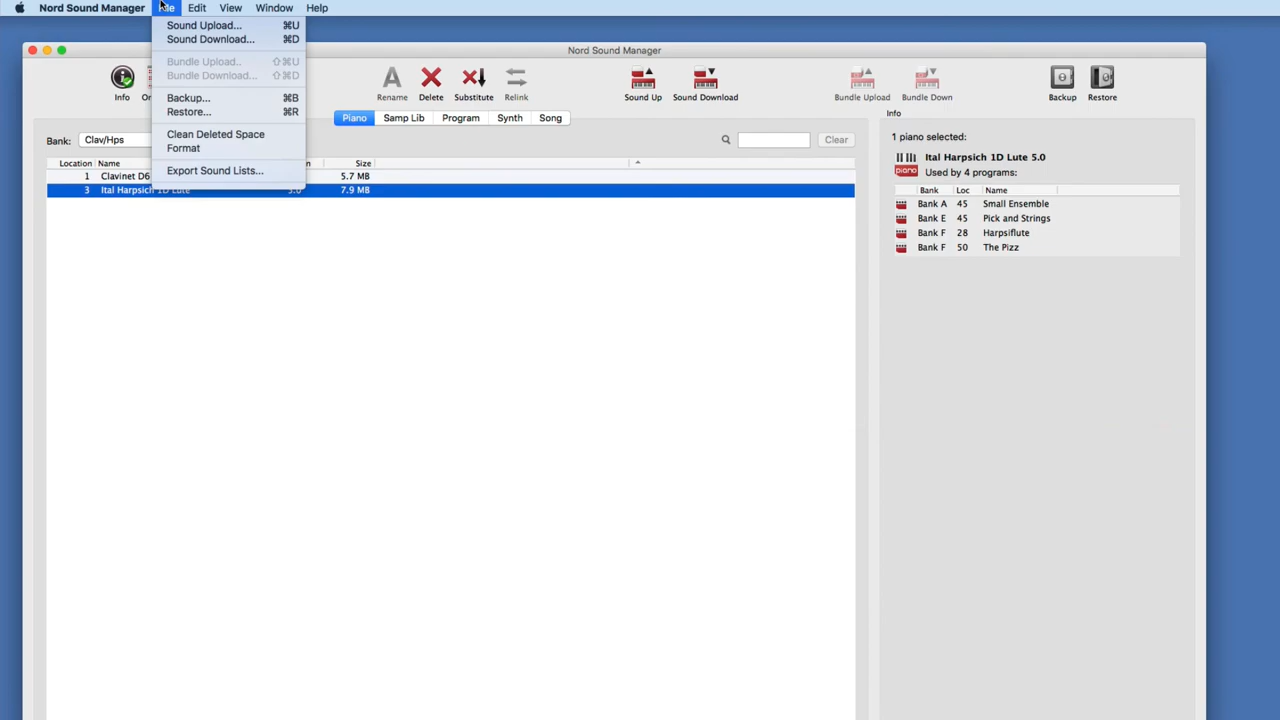 Nord Sound Manager File Edit View Window Help
Sound Upload... ⌘U
Sound Download... ⌘D
Bundle Upload.. ⇧⌘U
Bundle Download... ⇧⌘D
Backup... ⌘B
Restore... ⌘R
Clean Deleted Space
Format
Export Sound Lists...
Nord Sound Manager
Info Rename Delete Substitute Relink Sound Up Sound Download Bundle Upload Bundle Down Backup Restore
Piano Samp Lib Program Synth Song
Bank: Clav/Hps Clear
Location Name Size
1 Clavinet D6 5.7 MB
3 Ital Harpsich 1D Lute 5.0 7.9 MB
Info
1 piano selected:
Ital Harpsich 1D Lute 5.0
piano
Used by 4 programs:
Bank Loc Name
Bank A 45 Small Ensemble
Bank E 45 Pick and Strings
Bank F 28 Harpsiflute
Bank F 50 The Pizz